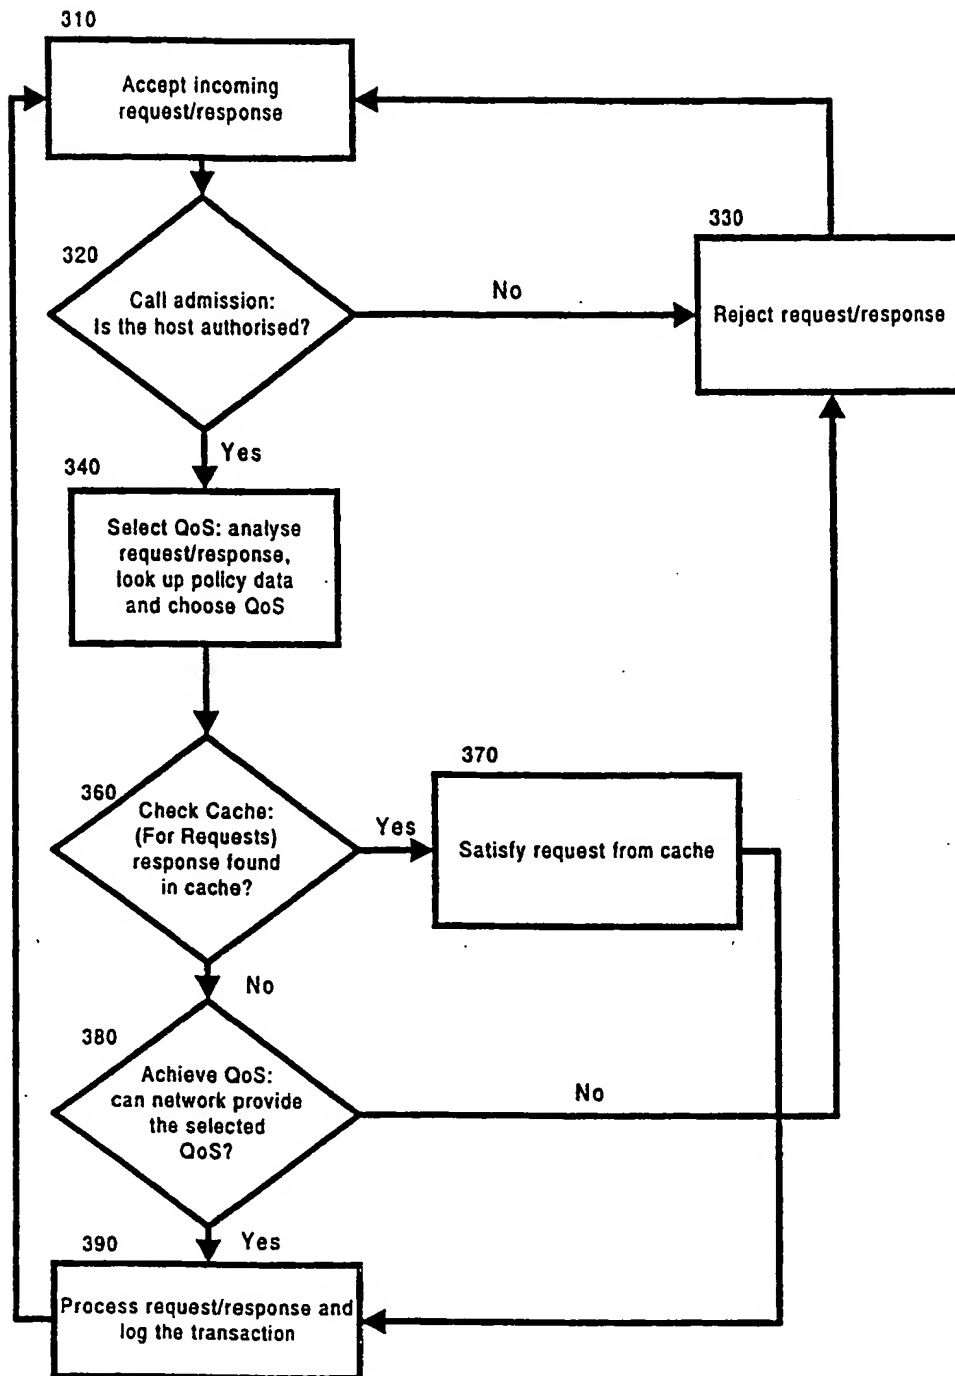 310
Accept incoming
request/response
320
Call admission:
Is the host authorised?
No
330
Reject request/response
Yes
340
Select QoS: analyse
request/response,
look up policy data
and choose QoS
360
Check Cache:
(For Requests)
response found
in cache?
Yes
370
Satisfy request from cache
No
380
Achieve QoS:
can network provide
the selected
QoS?
No
Yes
390
Process request/response and
log the transaction